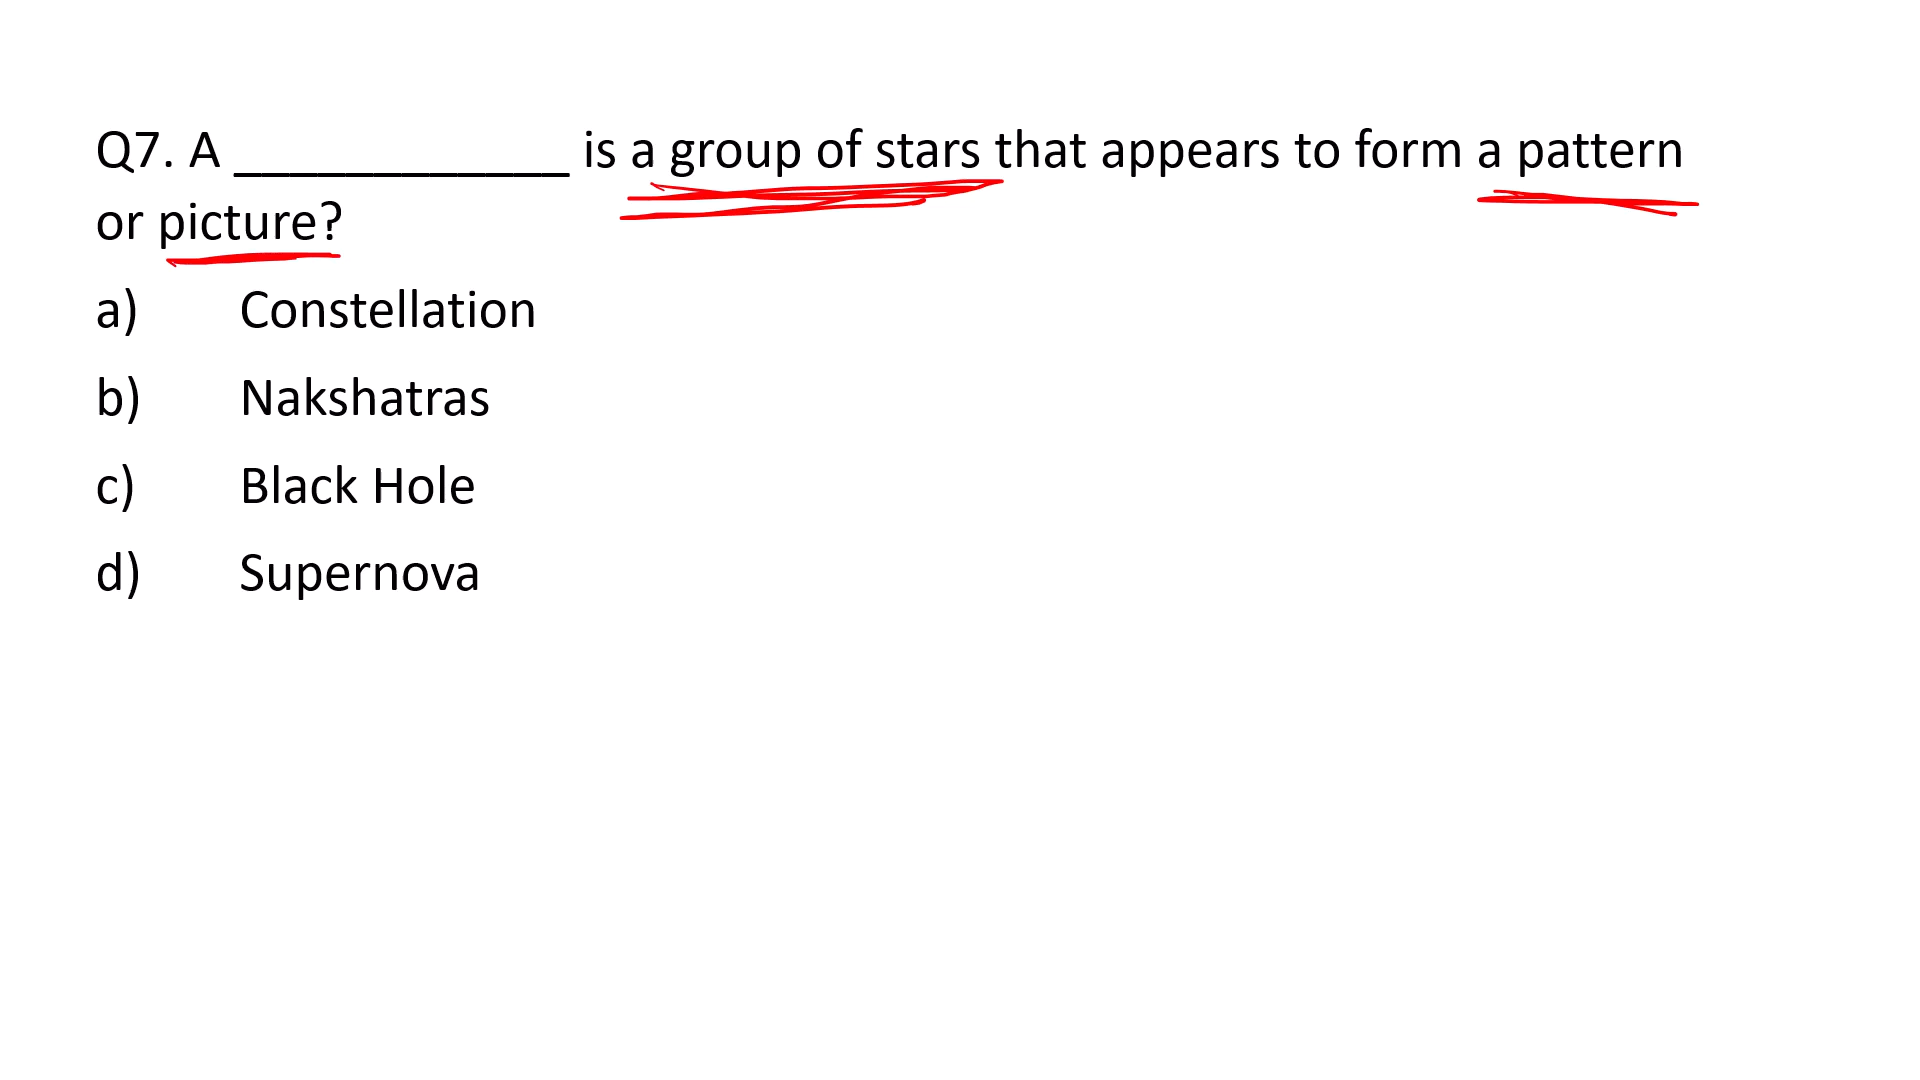 Q7. A ____________ is a group of stars that appears to form a pattern
or picture?
a) Constellation
b) Nakshatras
c) Black Hole
d) Supernova